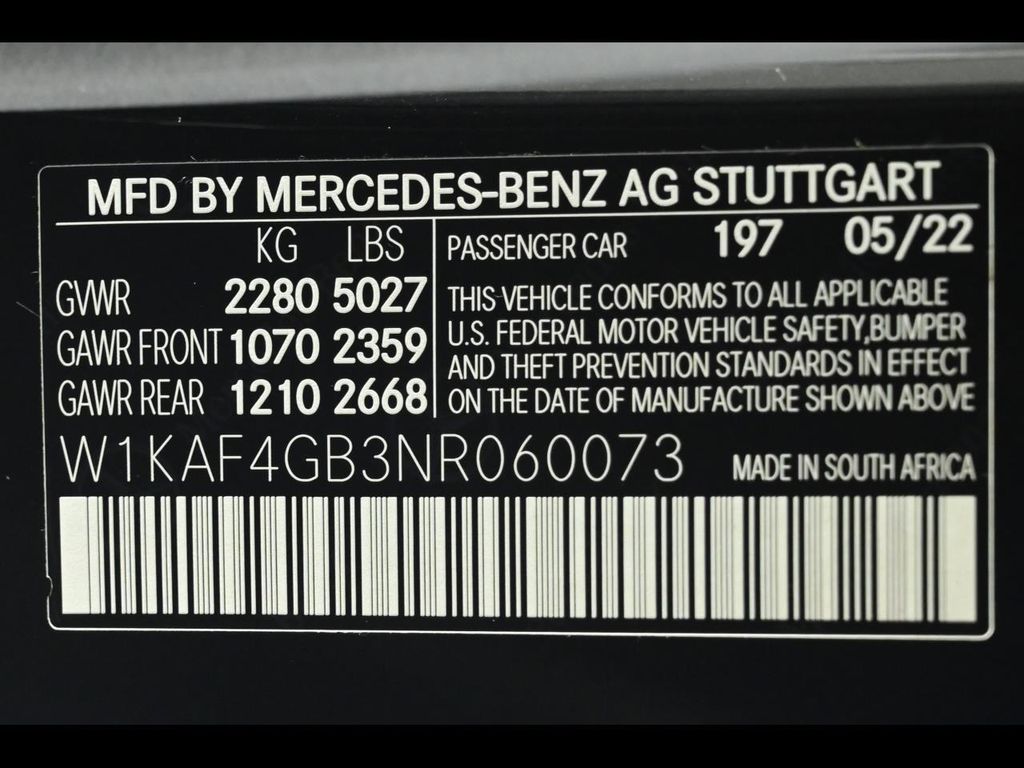 MFD BY MERCEDES-BENZ AG STUTTGART
KG LBS
GVWR 2280 5027
GAWR FRONT 1070 2359
GAWR REAR 1210 2668
PASSENGER CAR 197 05/22
THIS VEHICLE CONFORMS TO ALL APPLICABLE
U.S. FEDERAL MOTOR VEHICLE SAFETY,BUMPER
AND THEFT PREVENTION STANDARDS IN EFFECT
ON THE DATE OF MANUFACTURE SHOWN ABOVE
W1KAF4GB3NR060073 MADE IN SOUTH AFRICA